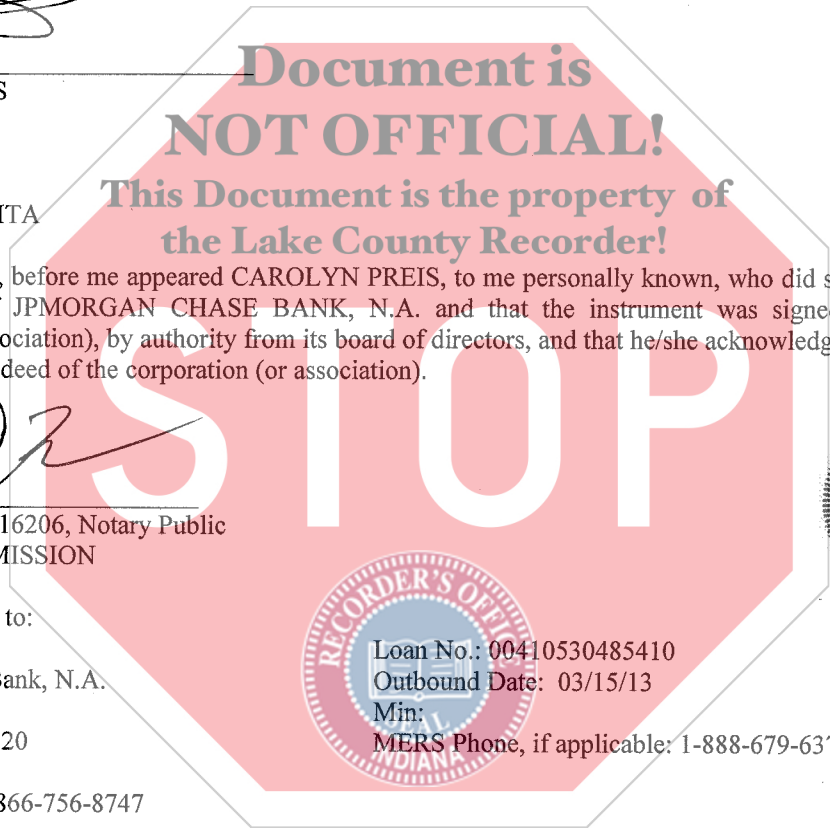 S
Document is
NOT OFFICIAL!
This Document is the property of
the Lake County Recorder!
ITA
, before me appeared CAROLYN PREIS, to me personally known, who did s
JPMORGAN CHASE BANK, N.A. and that the instrument was signe
ociation), by authority from its board of directors, and that he/she acknowledg
deed of the corporation (or association).
STOP
16206, Notary Public
MISSION
to:
Bank, N.A.
20
866-756-8747
RECORDER'S OFFICE
SEAL
INDIANA
Loan No.: 00410530485410
Outbound Date: 03/15/13
Min:
MERS Phone, if applicable: 1-888-679-637